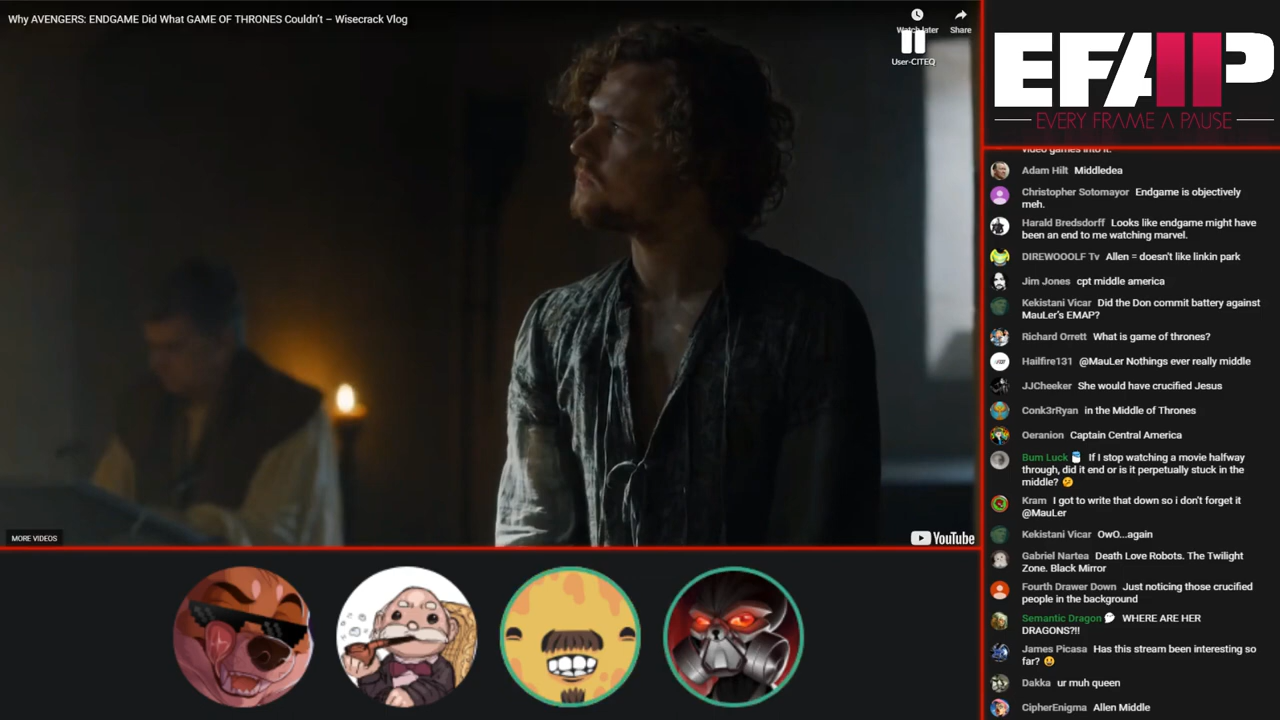 Why AVENGERS: ENDGAME Did What GAME OF THRONES Couldn't – Wisecrack Vlog
Watch later
Share
User-CITEQ
MORE VIDEOS
YouTube
EFAP
EVERY FRAME A PAUSE
video games into it.
Adam Hilt Middledea
Christopher Sotomayor Endgame is objectively
meh.
Harald Bredsdorff Looks like endgame might have
been an end to me watching marvel.
DIREWOOOLF Tv Allen = doesn't like linkin park
Jim Jones cpt middle america
Kekistani Vicar Did the Don commit battery against
MauLer's EMAP?
Richard Orrett What is game of thrones?
Hailfire131 @MauLer Nothings ever really middle
JJCheeker She would have crucified Jesus
Conk3rRyan in the Middle of Thrones
Oeranion Captain Central America
Bum Luck If I stop watching a movie halfway
through, did it end or is it perpetually stuck in the
middle? 🤔
Kram I got to write that down so i don't forget it
@MauLer
Kekistani Vicar OwO...again
Gabriel Nartea Death Love Robots. The Twilight
Zone. Black Mirror
Fourth Drawer Down Just noticing those crucified
people in the background
Semantic Dragon WHERE ARE HER
DRAGONS?!!
James Picasa Has this stream been interesting so
far? 😃
Dakka ur muh queen
CipherEnigma Allen Middle